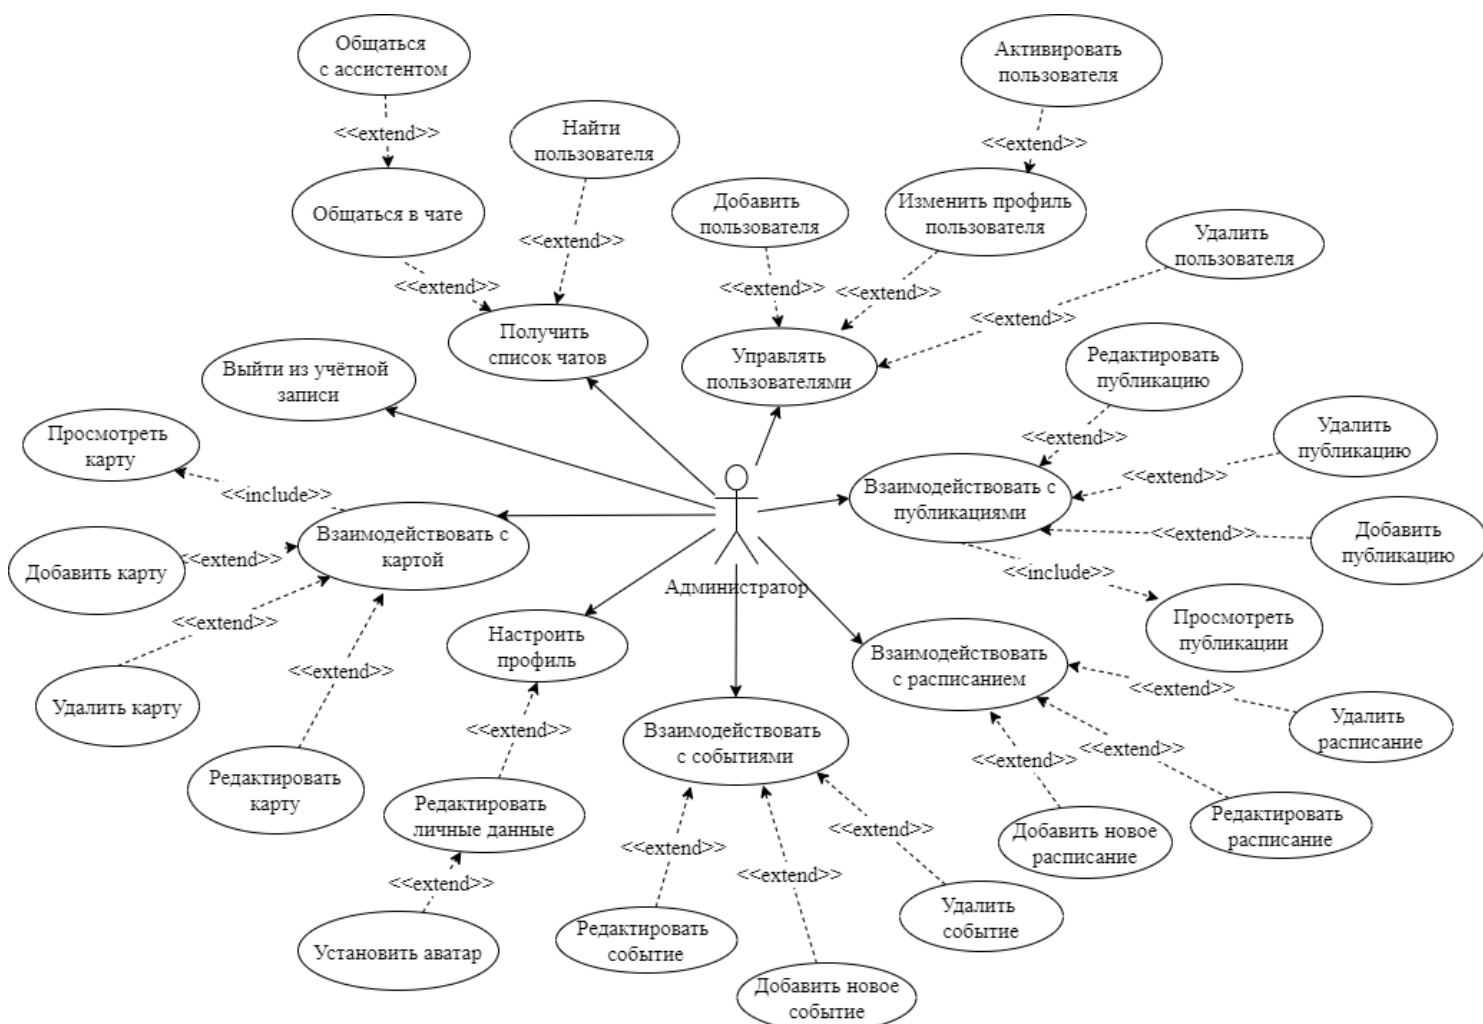 Общаться
с ассистентом
Активировать
пользователя
<<extend>>
<<extend>>
Найти
пользователя
Общаться в чате
Добавить
пользователя
Изменить профиль
пользователя
Удалить
пользователя
<<extend>>
<<extend>>
<<extend>>
<<extend>>
<<extend>>
Получить
список чатов
Управлять
пользователями
Редактировать
публикацию
Выйти из учётной
записи
Просмотреть
карту
<<extend>>
Удалить
публикацию
<<include>>
<<extend>>
Взаимодействовать с
публикациями
Взаимодействовать с
картой
<<extend>>
<<extend>>
Добавить
публикацию
Добавить карту
Администратор
<<include>>
<<extend>>
Настроить
профиль
Просмотреть
публикации
<<extend>>
Взаимодействовать
с расписанием
<<extend>>
Удалить карту
<<extend>>
Взаимодействовать
с событиями
<<extend>>
<<extend>>
Удалить
расписание
Редактировать
карту
Редактировать
личные данные
<<extend>>
<<extend>>
Добавить новое
расписание
Редактировать
расписание
<<extend>>
<<extend>>
<<extend>>
Установить аватар
Редактировать
событие
Удалить
событие
Добавить новое
событие